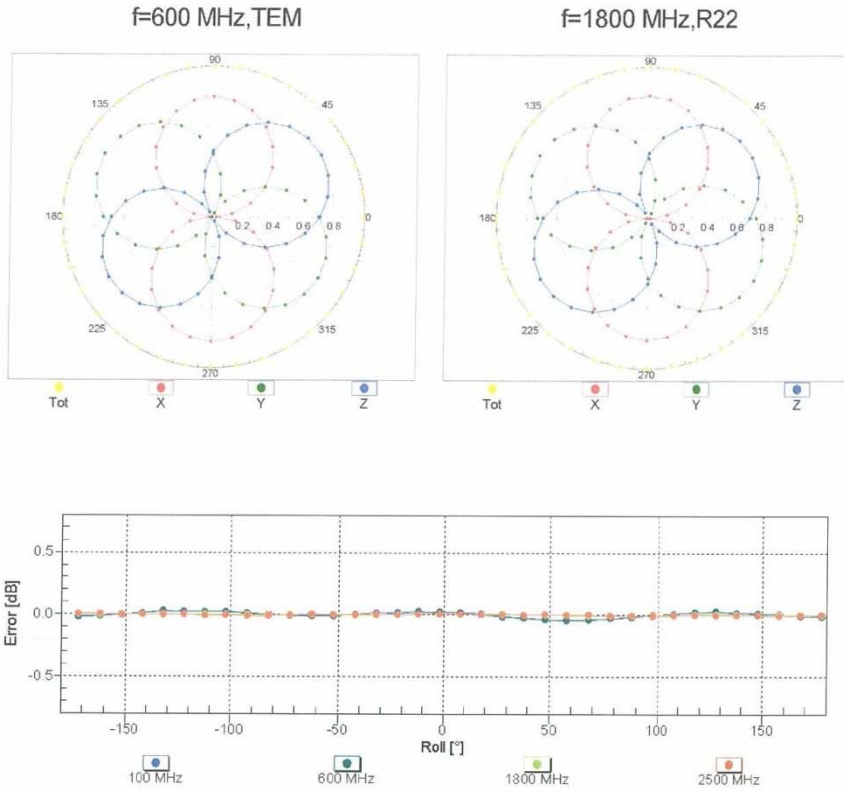 f=600 MHz,TEM
f=1800 MHz,R22
90
135
45
180
0
0.2 0.4 0.6 0.8
225
315
270
Tot X Y Z
90
135
45
180
0
0.2 0.4 0.6 0.8
225
315
270
Tot X Y Z
Error [dB]
0.5
0.0
-0.5
-150 -100 -50 0 50 100 150
Roll [°]
100 MHz 600 MHz 1800 MHz 2500 MHz